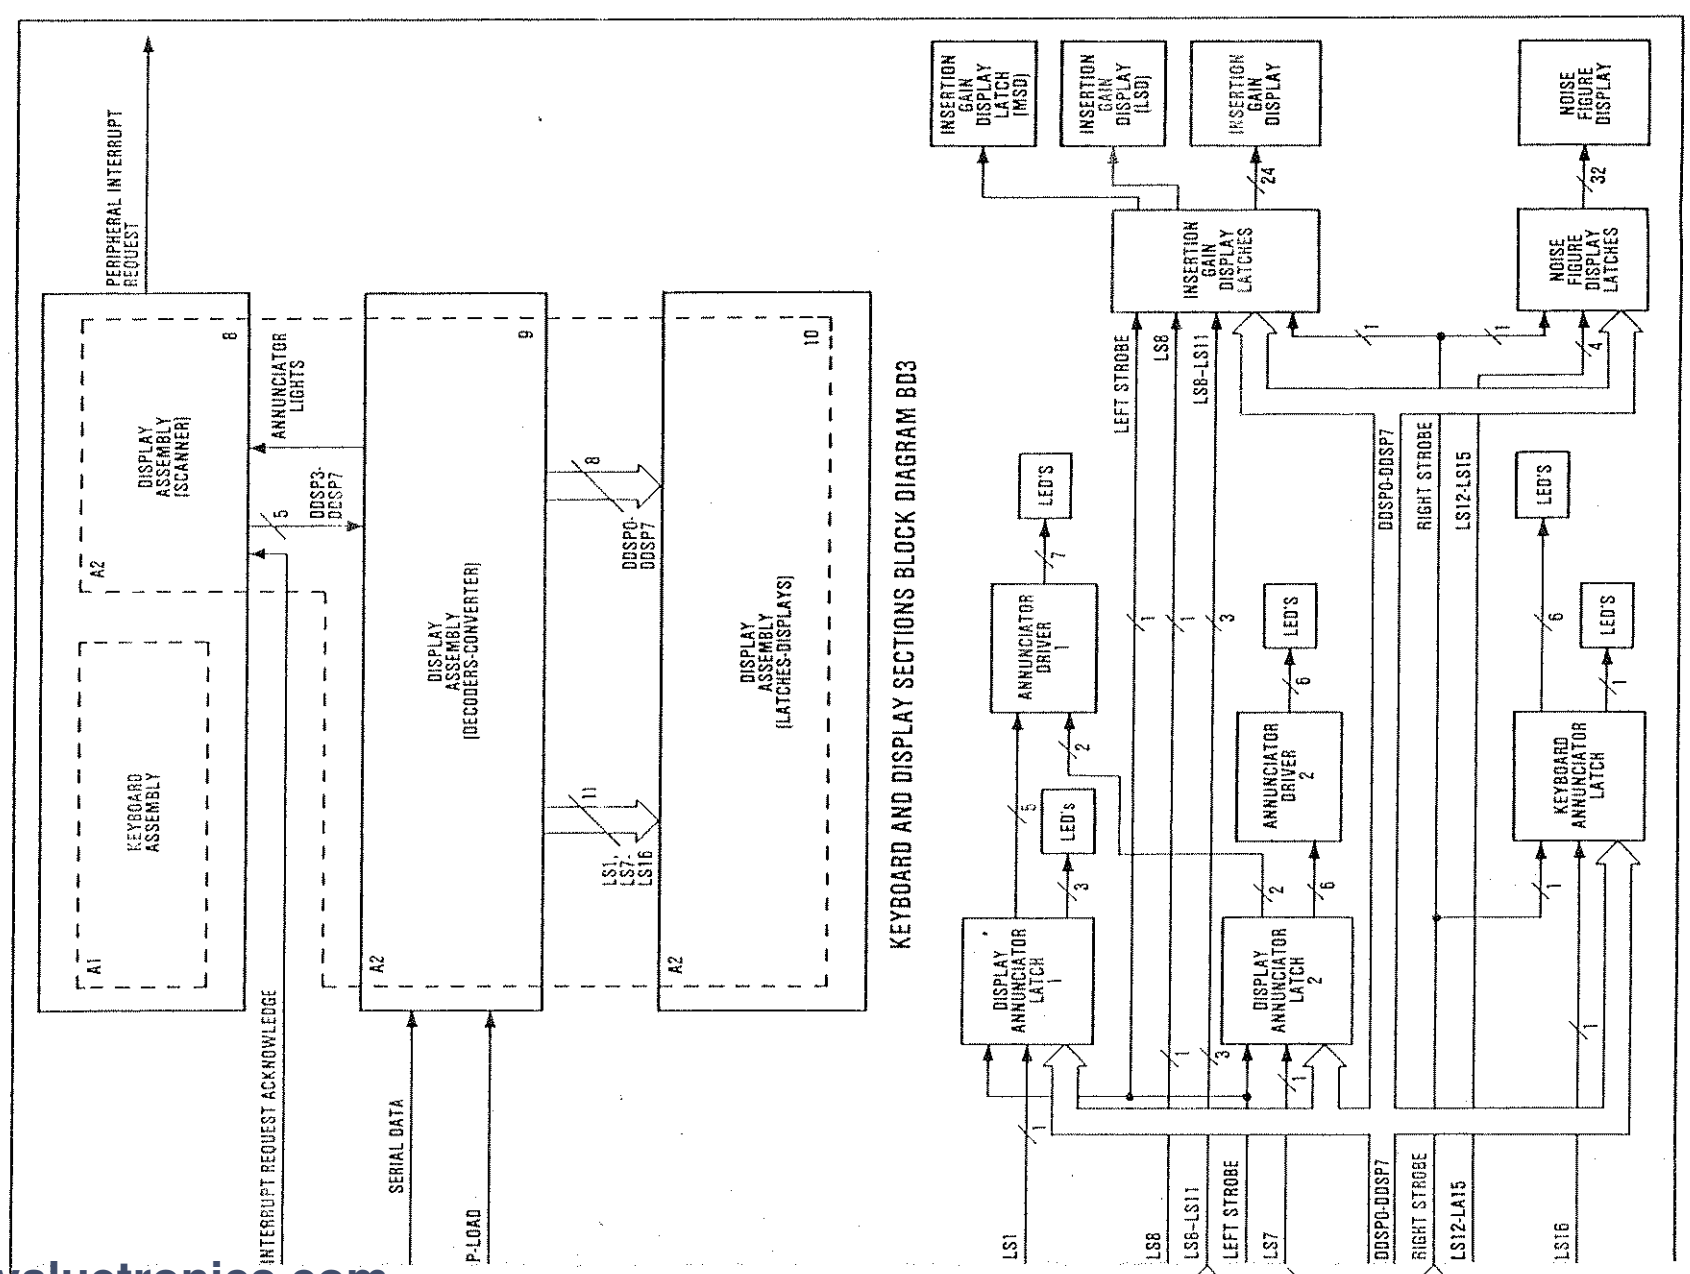 PERIPHERAL INTERRUPT
REQUEST
A1
KEYBOARD
ASSEMBLY
A2
DISPLAY
ASSEMBLY
(SCANNER)
8
INTERRUPT REQUEST ACKNOWLEDGE
5
DDSP3-
DDSP7
ANNUNCIATOR
LIGHTS
SERIAL DATA
P-LOAD
A2
DISPLAY
ASSEMBLY
(DECODERS-CONVERTER)
9
11
LS1,
LS7-
LS16
8
DDSP0-
DDSP7
A2
DISPLAY
ASSEMBLY
(LATCHES-DISPLAYS)
10
KEYBOARD AND DISPLAY SECTIONS BLOCK DIAGRAM BD3
LS1
1
DISPLAY
ANNUNCIATOR
LATCH
1
5
3
LED'S
ANNUNCIATOR
DRIVER
1
2
7
LED'S
LS8
1
LS8-LS11
3
LEFT STROBE
LS7
1
DISPLAY
ANNUNCIATOR
LATCH
2
2
6
ANNUNCIATOR
DRIVER
2
6
LED'S
1
1
3
LEFT STROBE
LS8
LS8-LS11
INSERTION
GAIN
DISPLAY
LATCHES
INSERTION
GAIN
DISPLAY
LATCH
(MSD)
INSERTION
GAIN
DISPLAY
(LSD)
24
INSERTION
GAIN
DISPLAY
DDSP0-DDSP7
RIGHT STROBE
LS12-LA15
LS16
1
1
KEYBOARD
ANNUNCIATOR
LATCH
6
LED'S
1
LED'S
DDSP0-DDSP7
RIGHT STROBE
LS12-LS15
1
1
4
NOISE
FIGURE
DISPLAY
LATCHES
32
NOISE
FIGURE
DISPLAY